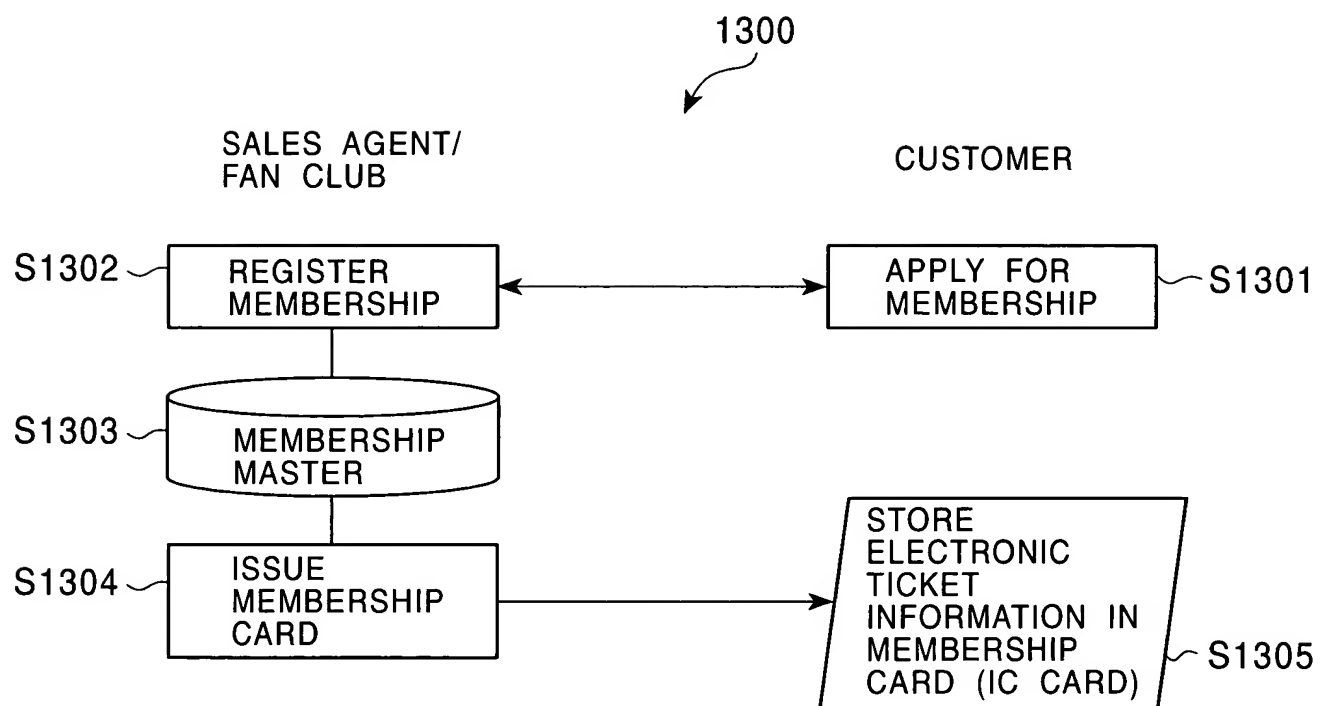 1300
SALES AGENT/
FAN CLUB
CUSTOMER
S1302
REGISTER
MEMBERSHIP
APPLY FOR
MEMBERSHIP
S1301
S1303
MEMBERSHIP
MASTER
S1304
ISSUE
MEMBERSHIP
CARD
STORE
ELECTRONIC
TICKET
INFORMATION IN
MEMBERSHIP
CARD (IC CARD)
S1305